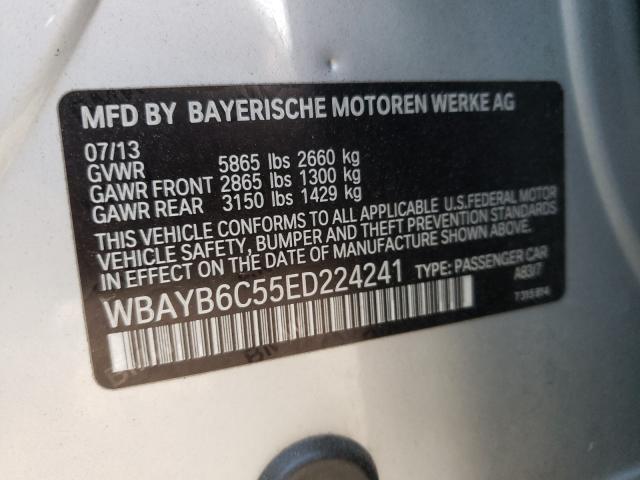 MFD BY BAYERISCHE MOTOREN WERKE AG
07/13
GVWR 5865 lbs 2660 kg
GAWR FRONT 2865 lbs 1300 kg
GAWR REAR 3150 lbs 1429 kg
THIS VEHICLE CONFORMS TO ALL APPLICABLE U.S. FEDERAL MOTOR
VEHICLE SAFETY, BUMPER AND THEFT PREVENTION STANDARDS
IN EFFECT ON THE DATE OF MANUFACTURE SHOWN ABOVE.
WBAYB6C55ED224241 TYPE: PASSENGER CAR
A83/7